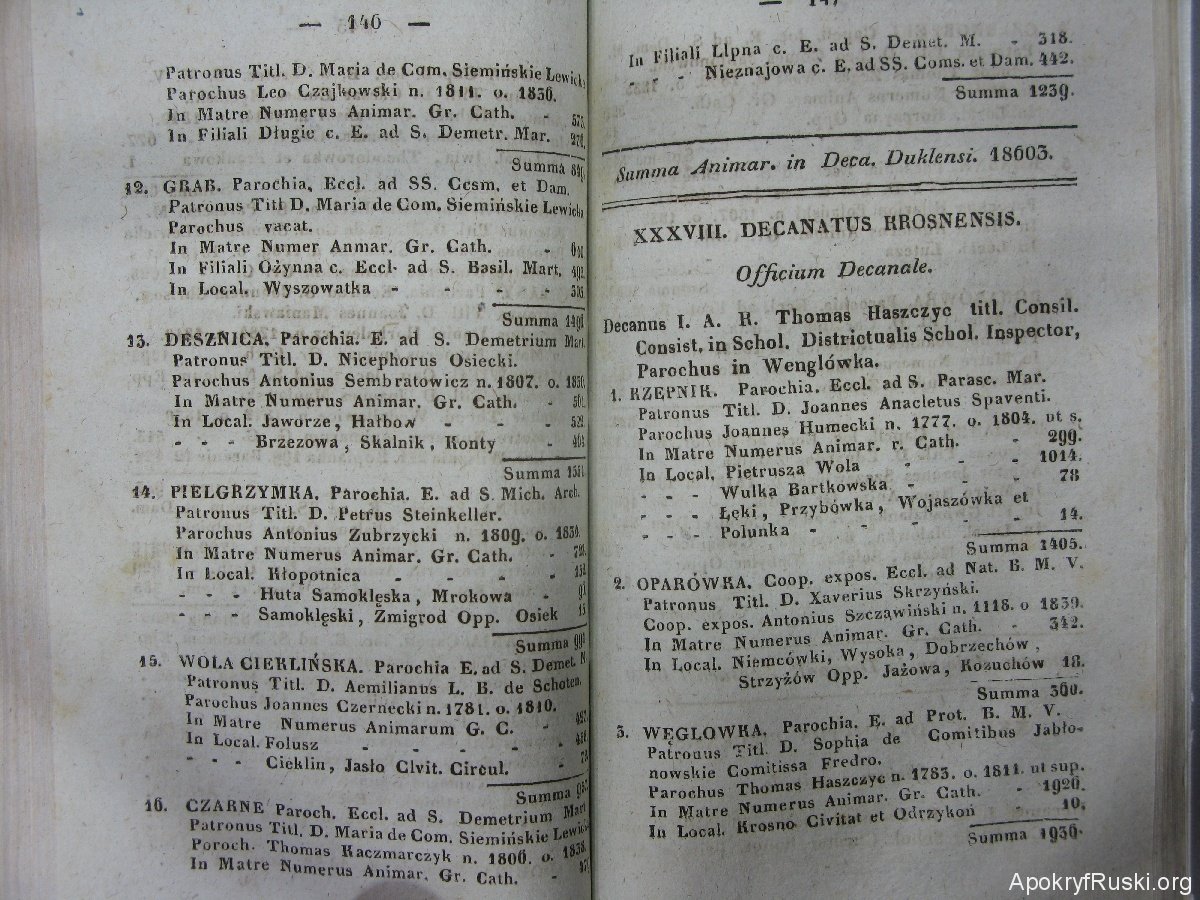 — 146 —
Patronus Titl. D. Maria de Com. Siemińskie Lewick
Parochus Leo Czajkowski n. 1811. o. 1836.
In Matre Numerus Animar. Gr. Cath. -
In Filiali Długie c. E. ad S. Demetr. Mar.
Summa
12. GRAB. Parochia. Eccl. ad SS. Cosm. et Dam.
Patronus Titl D. Maria de Com. Siemińskie Lewick
Parochus vacat.
In Matre Numer Anmar. Gr. Cath. -
In Filiali Ożynna c. Eccl- ad S. Basil. Mart.
In Local. Wyszowatka - - - -
Summa
13. DESZNICA. Parochia. E. ad S. Demetrium Mart.
Patronus Titl. D. Nicephorus Osiecki.
Parochus Antonius Sembratowicz n. 1807. o. 1830.
In Matre Numerus Animar. Gr. Cath. -
In Local. Jaworze, Hałbow - - -
- - - Brzezowa, Skalnik, Konty -
Summa
14. PIELGRZYMKA. Parochia. E. ad S. Mich. Arch.
Patronus Titl. D. Petrus Steinkeller.
Parochus Antonius Zubrzycki n. 1809. o. 1834.
In Matre Numerus Animar. Gr. Cath. -
In Local. Kłopotnica - - - -
- - - Huta Samoklęska, Mrokowa -
- - - Samoklęski, Żmigrod Opp. Osiek
Summa
15. WOLA CIEKLIŃSKA. Parochia E. ad S. Demet. M
Patronus Titl. D. Aemilianus L. B. de Schoten.
Parochus Joannes Czernecki n. 1781. o. 1810.
In Matre Numerus Animarum G. C. -
In Local. Folusz - - - - -
- - - Cieklin, Jasło Civit. Circul. -
Summa
16. CZARNE Paroch. Eccl. ad S. Demetrium Mart
Patronus Titl. D. Maria de Com. Siemińskie Lewick
Poroch. Thomas Kaczmarczyk n. 1806. o. 1838.
In Matre Numerus Animar. Gr. Cath. -
— 147 —
In Filiali Lipna c. E. ad S. Demet. M. - 318.
- - - Nieznajowa c. E. ad SS. Coms. et Dam. 442.
Summa 1239.
Summa Animar. in Deca. Duklensi. 18603.
XXXVIII. DECANATUS KROSNENSIS.
Officium Decanale.
Decanus I. A. R. Thomas Haszczyc titl. Consil.
Consist. in Schol. Districtualis Schol. Inspector,
Parochus in Wenglówka.
1. RZEPNIK. Parochia. Eccl. ad S. Parasc. Mar.
Patronus Titl. D. Joannes Anacletus Spaventi.
Parochus Joannes Humecki n. 1777. o. 1804. ut s.
In Matre Numerus Animar. r. Cath. - 299.
In Local. Pietrusza Wola - - - 1014.
- - - Wulka Bartkowska - - - 78
- - - Łęki, Przybówka, Wojaszówka et
- - - Polunka - - - - - 14.
Summa 1405.
2. OPARÓWKA. Coop. expos. Eccl. ad Nat. B. M. V.
Patronus Titl. D. Xaverius Skrzyński.
Coop. expos. Antonius Szczawiński n. 1118. o 1839.
In Matre Numerus Animar. Gr. Cath. - 342.
In Local. Niemcówki, Wysoka, Dobrzechów,
Strzyżów Opp. Jażowa, Kozuchów 18.
Summa 360.
3. WĘGLOWKA. Parochia. E. ad Prot. B. M. V.
Patronus Titl. D. Sophia de Comitibus Jabło-
nowskie Comitissa Fredro.
Parochus Thomas Haszczyc n. 1783. o. 1811. ut sup.
In Matre Numerus Animar. Gr. Cath. - 1926.
In Local. Krosno Civitat et Odrzykoń 10.
Summa 1936.
ApokryfRuski.org